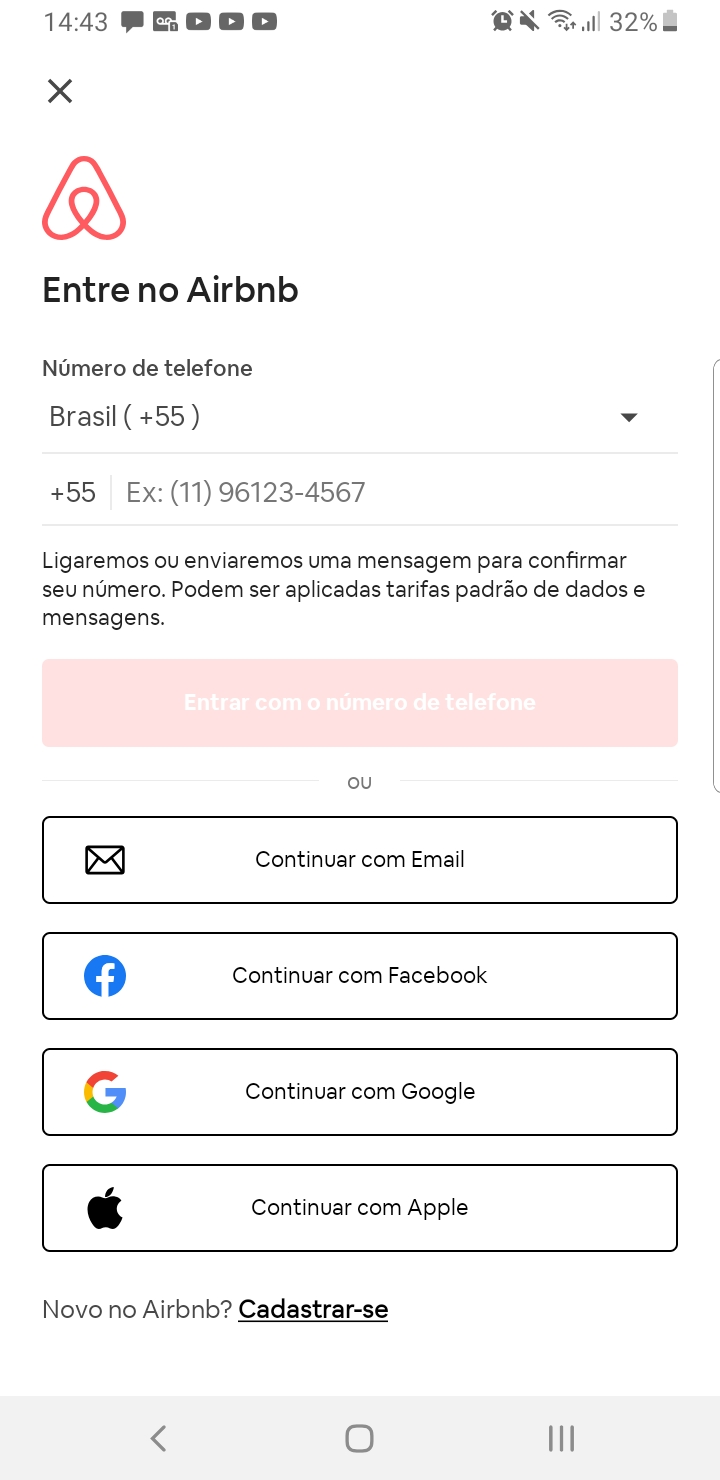 14:43 32%
Entre no Airbnb
Número de telefone
Brasil ( +55 )
+55 Ex: (11) 96123-4567
Ligaremos ou enviaremos uma mensagem para confirmar
seu número. Podem ser aplicadas tarifas padrão de dados e
mensagens.
Entrar com o número de telefone
ou
Continuar com Email
Continuar com Facebook
Continuar com Google
Continuar com Apple
Novo no Airbnb? Cadastrar-se